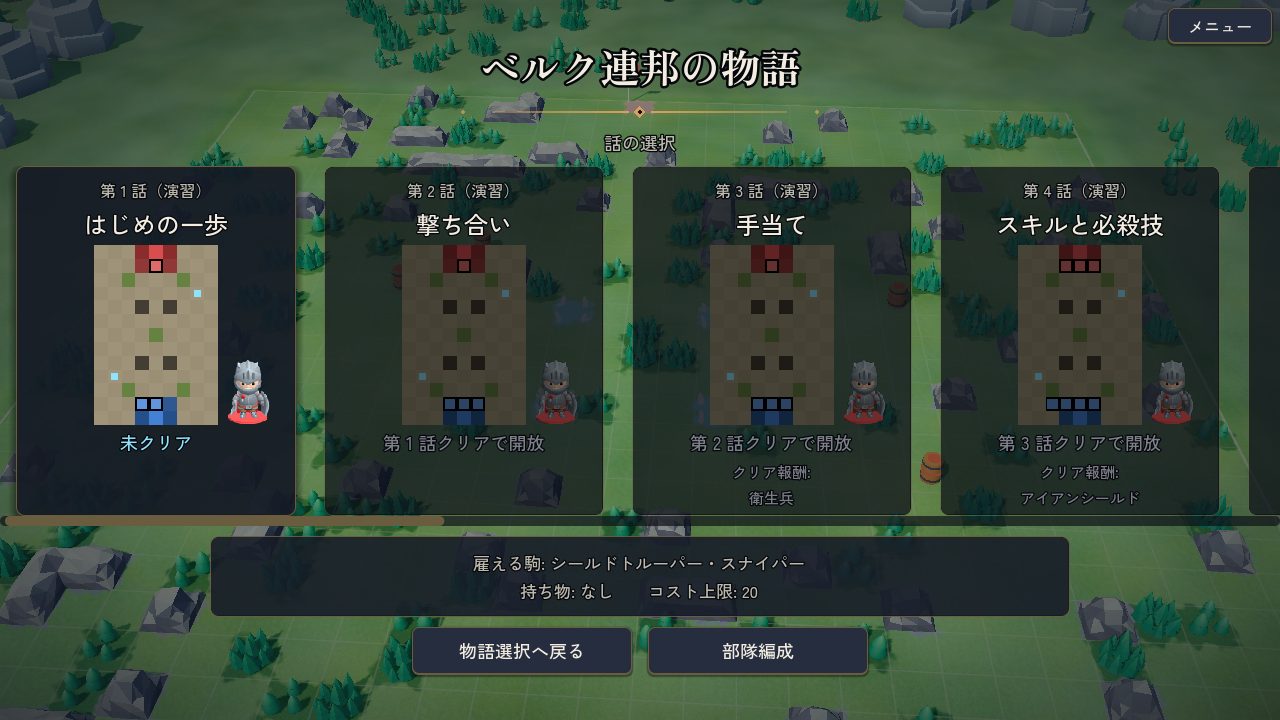 メニュー
ベルク連邦の物語
話の選択
第1話（演習）
はじめの一歩
未クリア
第2話（演習）
撃ち合い
第1話クリアで開放
第3話（演習）
手当て
第2話クリアで開放
クリア報酬:
衛生兵
第4話（演習）
スキルと必殺技
第3話クリアで開放
クリア報酬:
アイアンシールド
雇える駒: シールドトルーパー・スナイパー
持ち物: なし　　コスト上限: 20
物語選択へ戻る
部隊編成